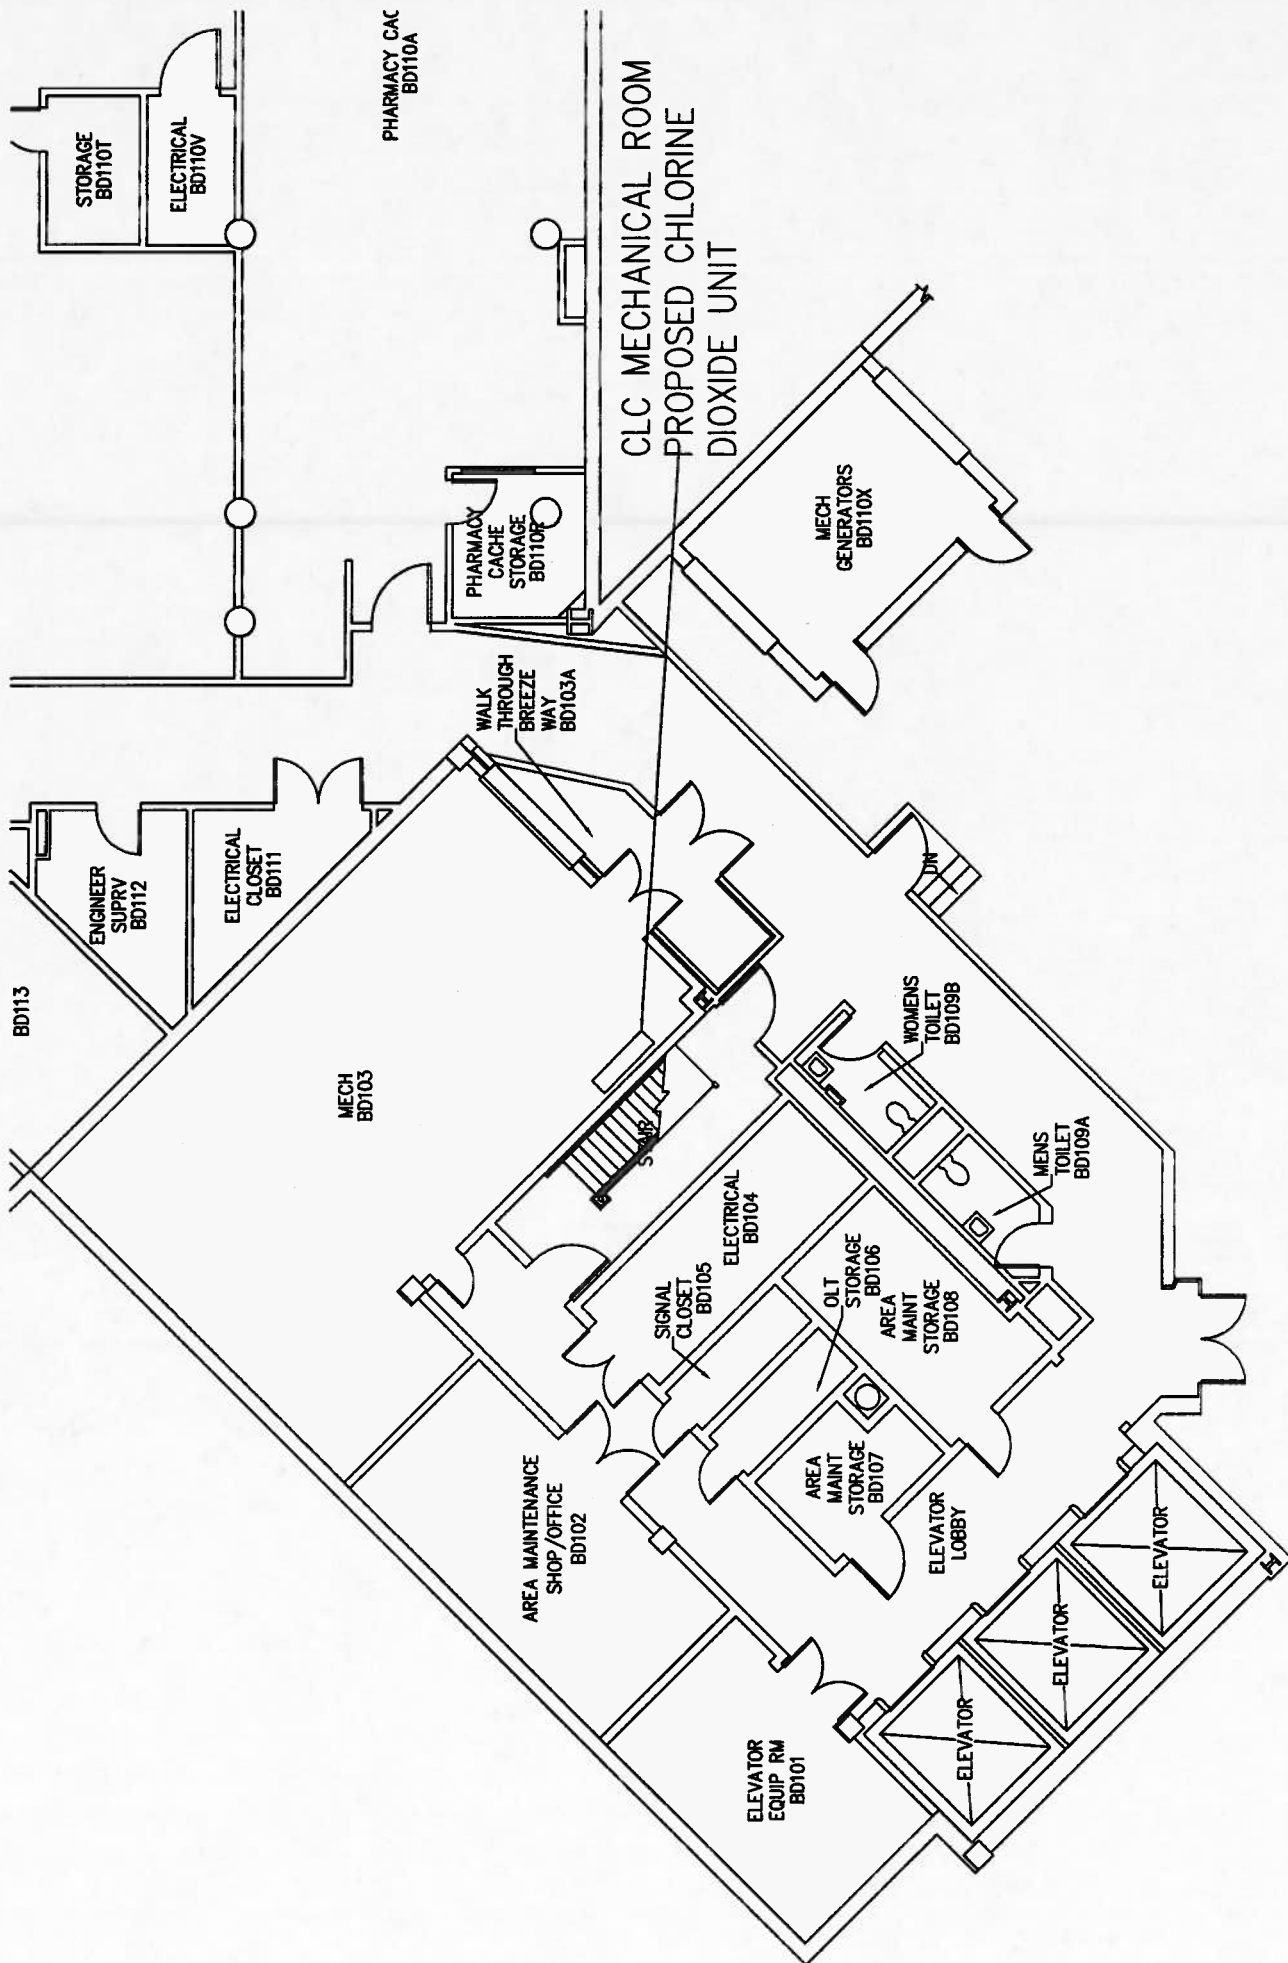 PHARMACY CAC
BD110A
STORAGE
BD110T
ELECTRICAL
BD110V
CLC MECHANICAL ROOM
PROPOSED CHLORINE
DIOXIDE UNIT
PHARMACY
CACHE
STORAGE
BD110R
MECH
GENERATORS
BD110X
WALK
THROUGH
BREEZE
WAY
BD103A
ENGINEER
SUPRV
BD112
ELECTRICAL
CLOSET
BD111
BD113
DN
MECH
BD103
STAIR
WOMENS
TOILET
BD109B
MENS
TOILET
BD109A
ELECTRICAL
BD104
SIGNAL
CLOSET
BD105
OLT
STORAGE
BD106
AREA
MAINT
STORAGE
BD108
AREA MAINTENANCE
SHOP/OFFICE
BD102
AREA
MAINT
STORAGE
BD107
ELEVATOR
LOBBY
ELEVATOR
EQUIP RM
BD101
ELEVATOR
ELEVATOR
ELEVATOR